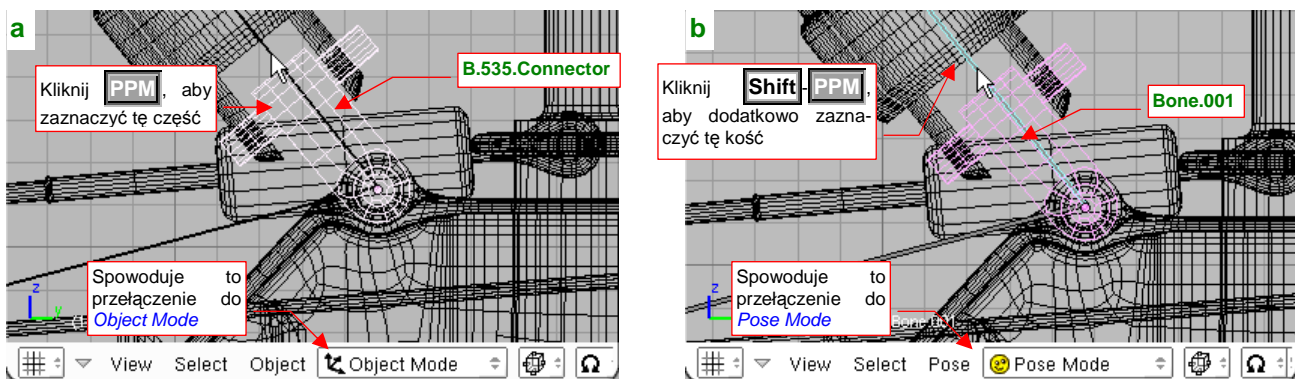 a
B.535.Connector
Kliknij PPM, aby
zaznaczyć tę część
Spowoduje to
przełączenie do
Object Mode
z
y
View Select Object Object Mode
b
Kliknij Shift-PPM,
aby dodatkowo zazna-
czyć tę kość
Bone.001
Spowoduje to
przełączenie do
Pose Mode
z
Bone.001
View Select Pose Pose Mode